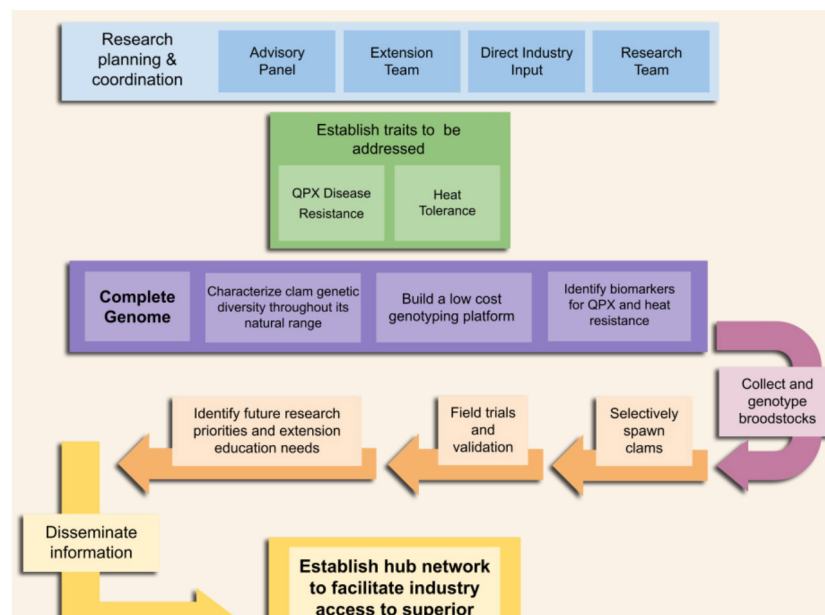 Research
planning &
coordination
Advisory
Panel
Extension
Team
Direct Industry
Input
Research
Team
Establish traits to be
addressed
QPX Disease
Resistance
Heat
Tolerance
Complete
Genome
Characterize clam genetic
diversity throughout its
natural range
Build a low cost
genotyping platform
Identify biomarkers
for QPX and heat
resistance
Collect and
genotype
broodstocks
Selectively
spawn
clams
Field trials
and
validation
Identify future research
priorities and extension
education needs
Disseminate
information
Establish hub network
to facilitate industry
access to superior